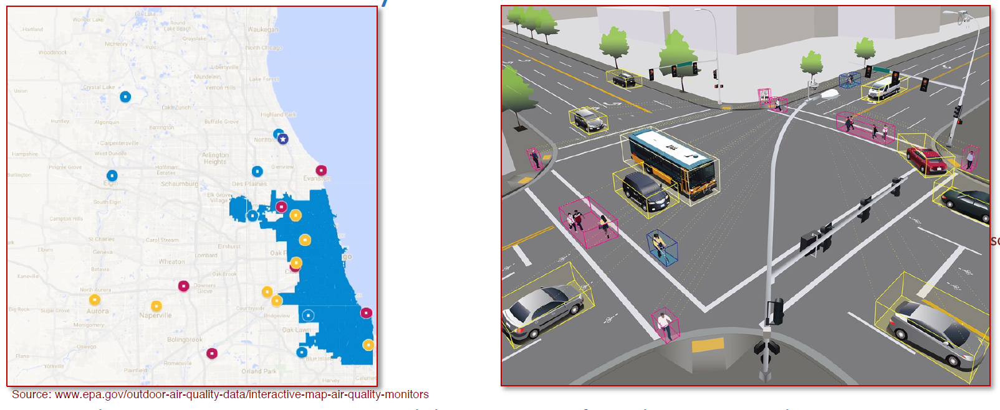 Wonder Lake
Fox Lake
Hartland
Round
Lake Beach
Waukegan
McHenry
Volo
Grayslake
North Chicago
Woodstock
Libertyville
Mundelein
Lake Forest
Crystal Lake
Vernon Hills
Union
Lake Zurich
Highland Park
Huntley
Algonquin
Barrington
Buffalo Grove
Carpentersville
Northbro
Hampshire
West Dundee
Arlington
Heights
Glenview
Pingree Grove
Hoffman
Estates
Burlington
Elgin
Schaumburg
Des Plaines
Evanston
Elk Grove
Village
South Elgin
Campton Hills
St Charles
Carol Stream
Elmhurst
Elburn
Geneva
Lombard
Oak P
go
Wheaton
Batavia
Oak Brook
Kaneville
North Aurora
Downers
Grove
Big Rock
Sugar Grove
Aurora
Naperville
Countryside
Bridgeview
Montgomery
Oak Lawn
Bolingbrook
Oswego
Plano
Romeoville
Blue Island
Yorkville
Plainfield
Orland Park
Harvey
Calumet
Source: www.epa.gov/outdoor-air-quality-data/interactive-map-air-quality-monitors